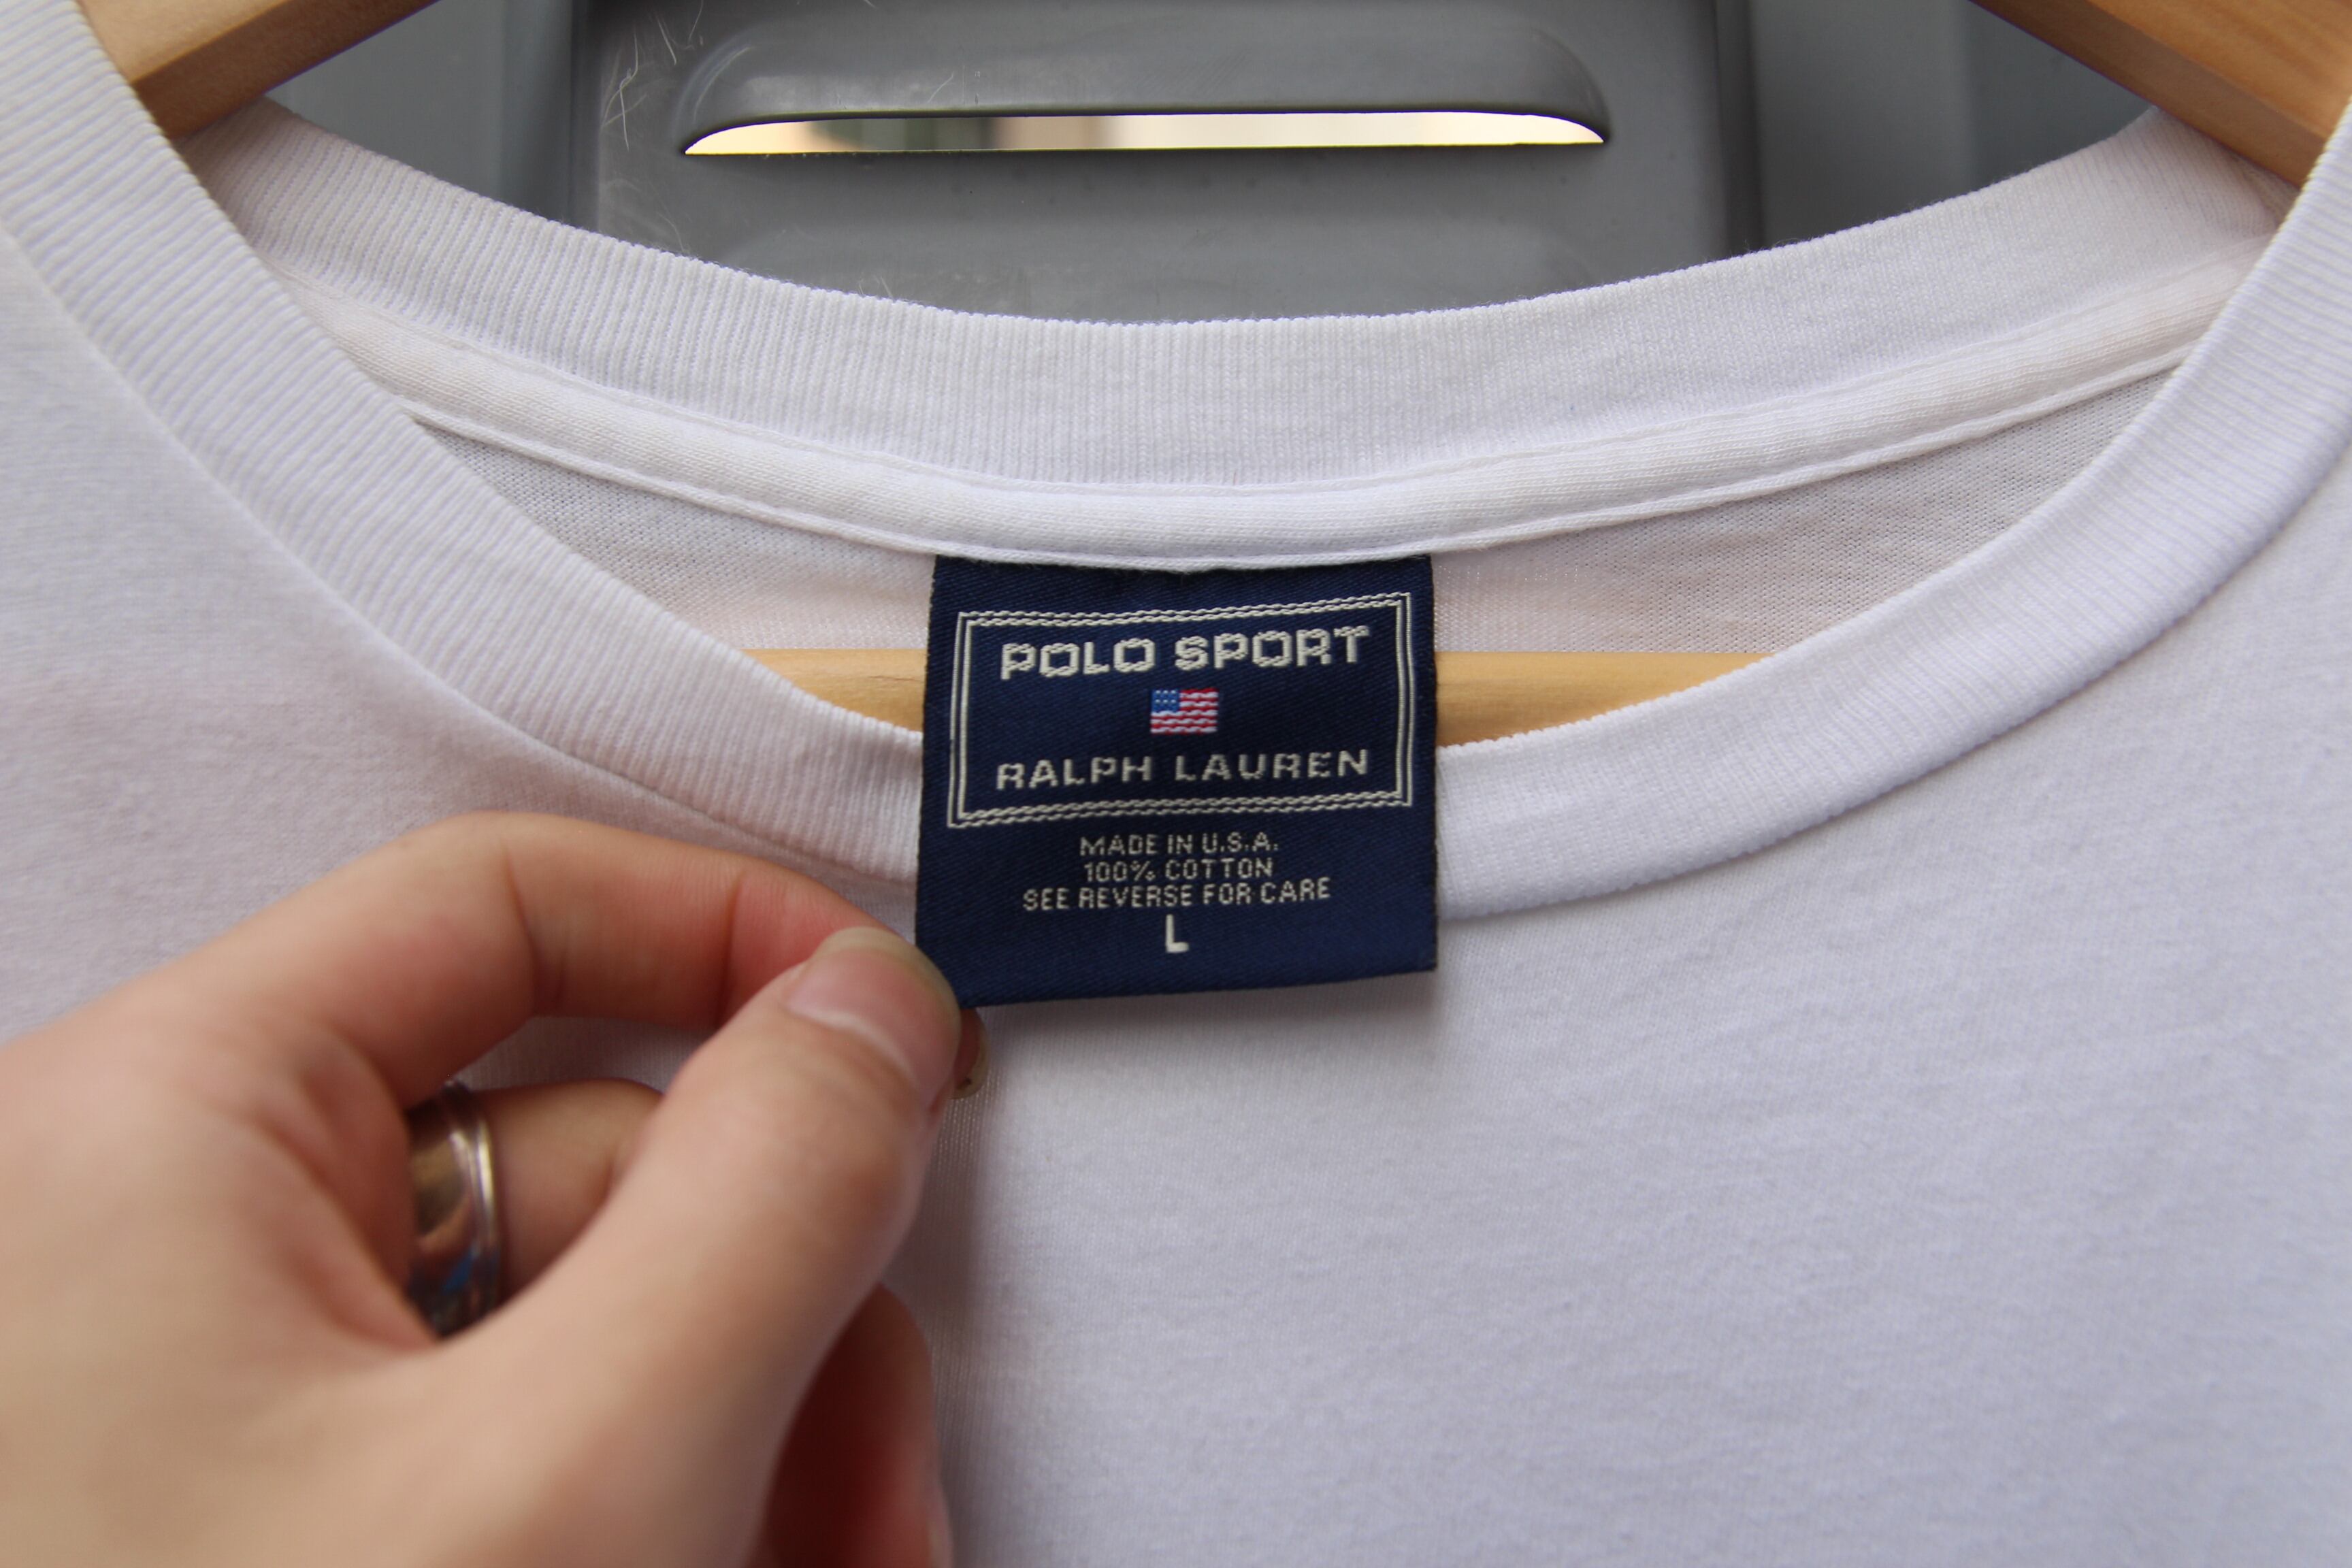 POLO SPORT
RALPH LAUREN
MADE IN U.S.A.
100% COTTON
SEE REVERSE FOR CARE
L